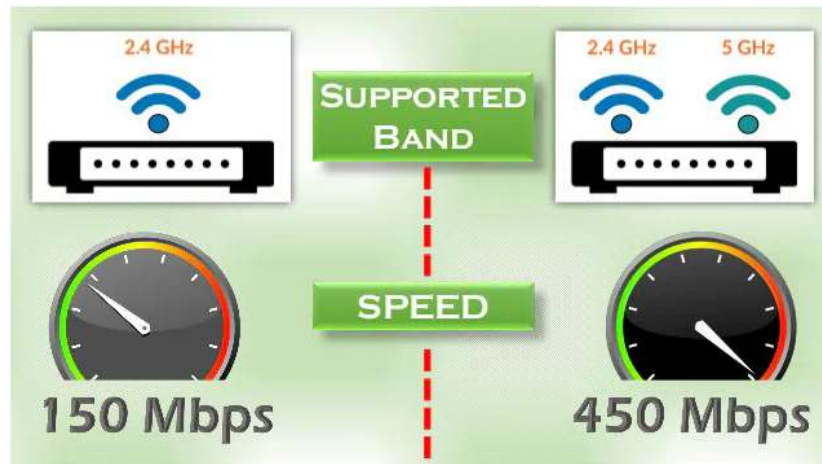 2.4 GHz
2.4 GHz 5 GHz
SUPPORTED
BAND
SPEED
150 Mbps
450 Mbps